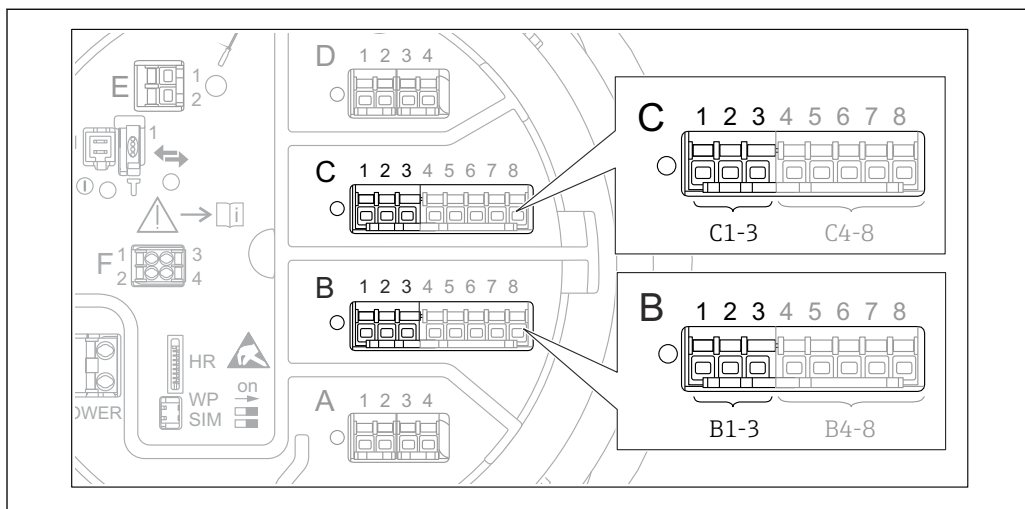 D 1 2 3 4
E 1
2
1
C 1 2 3 4 5 6 7 8
C 1 2 3 4 5 6 7 8
C1-3 C4-8
i
F 1 3
2 4
B 1 2 3 4 5 6 7 8
B 1 2 3 4 5 6 7 8
B1-3 B4-8
HR
WP on
SIM
OWER
A 1 2 3 4